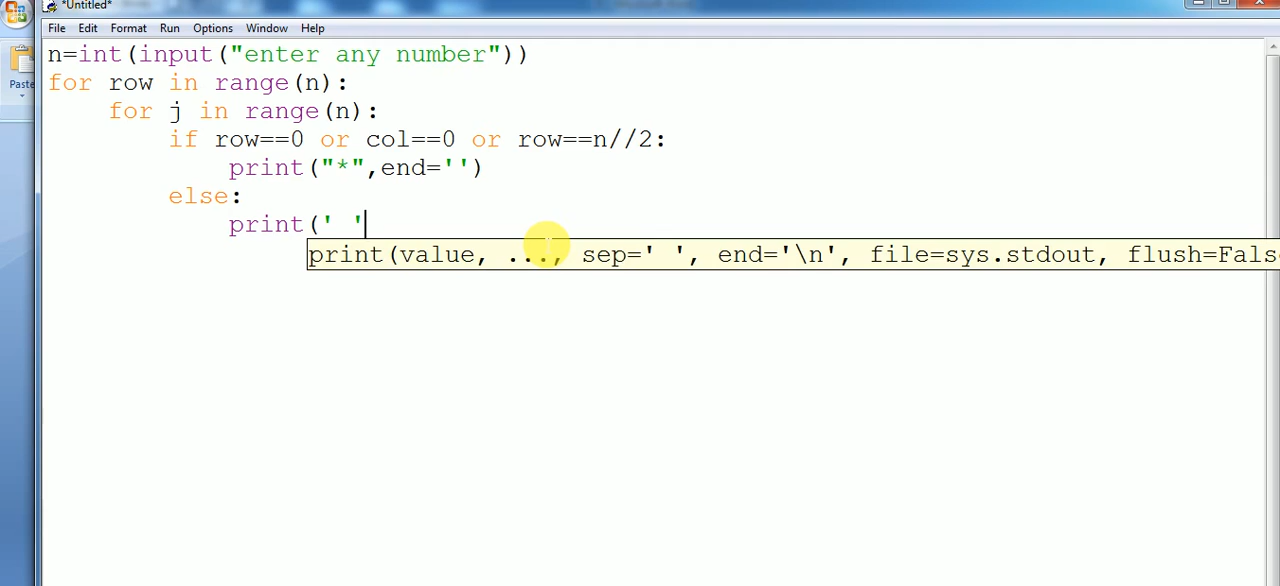 *Untitled*
File Edit Format Run Options Window Help
Paste
n=int(input("enter any number"))
for row in range(n):
    for j in range(n):
        if row==0 or col==0 or row==n//2:
            print("*",end='')
        else:
            print(' '
print(value, ..., sep=' ', end='\n', file=sys.stdout, flush=Fals